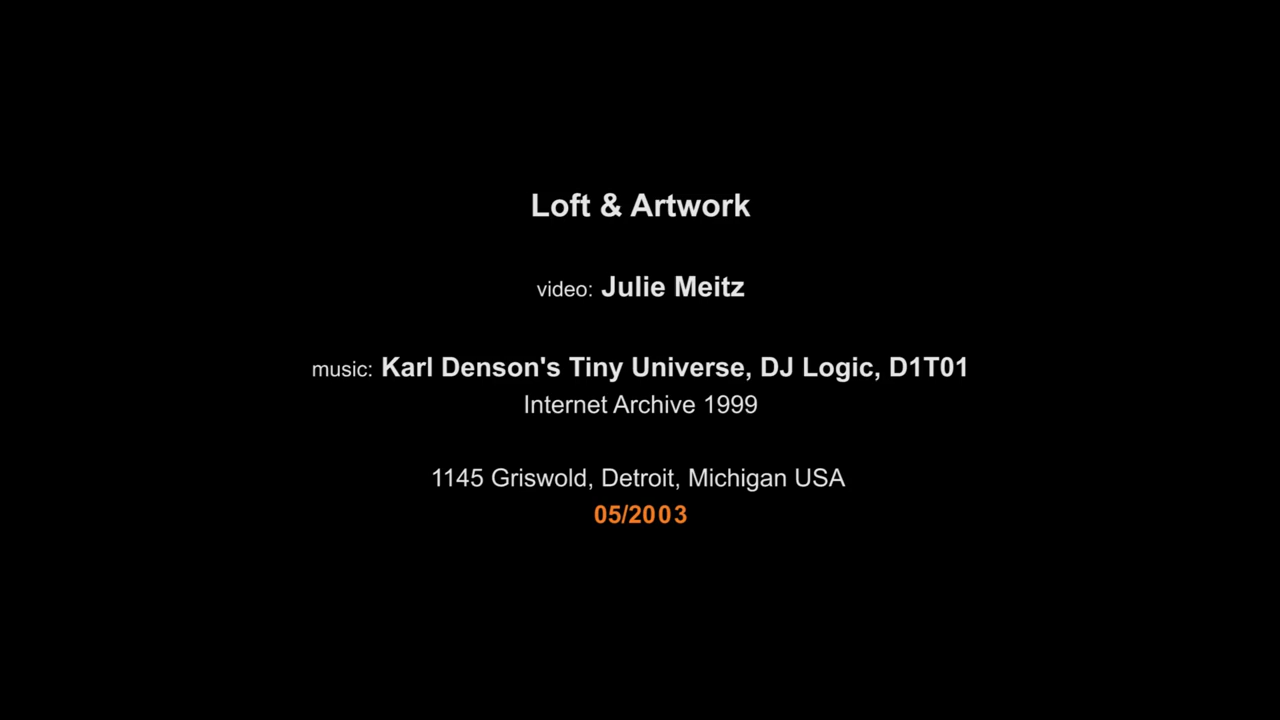 Loft & Artwork
video: Julie Meitz
music: Karl Denson's Tiny Universe, DJ Logic, D1T01
Internet Archive 1999
1145 Griswold, Detroit, Michigan USA
05/2003